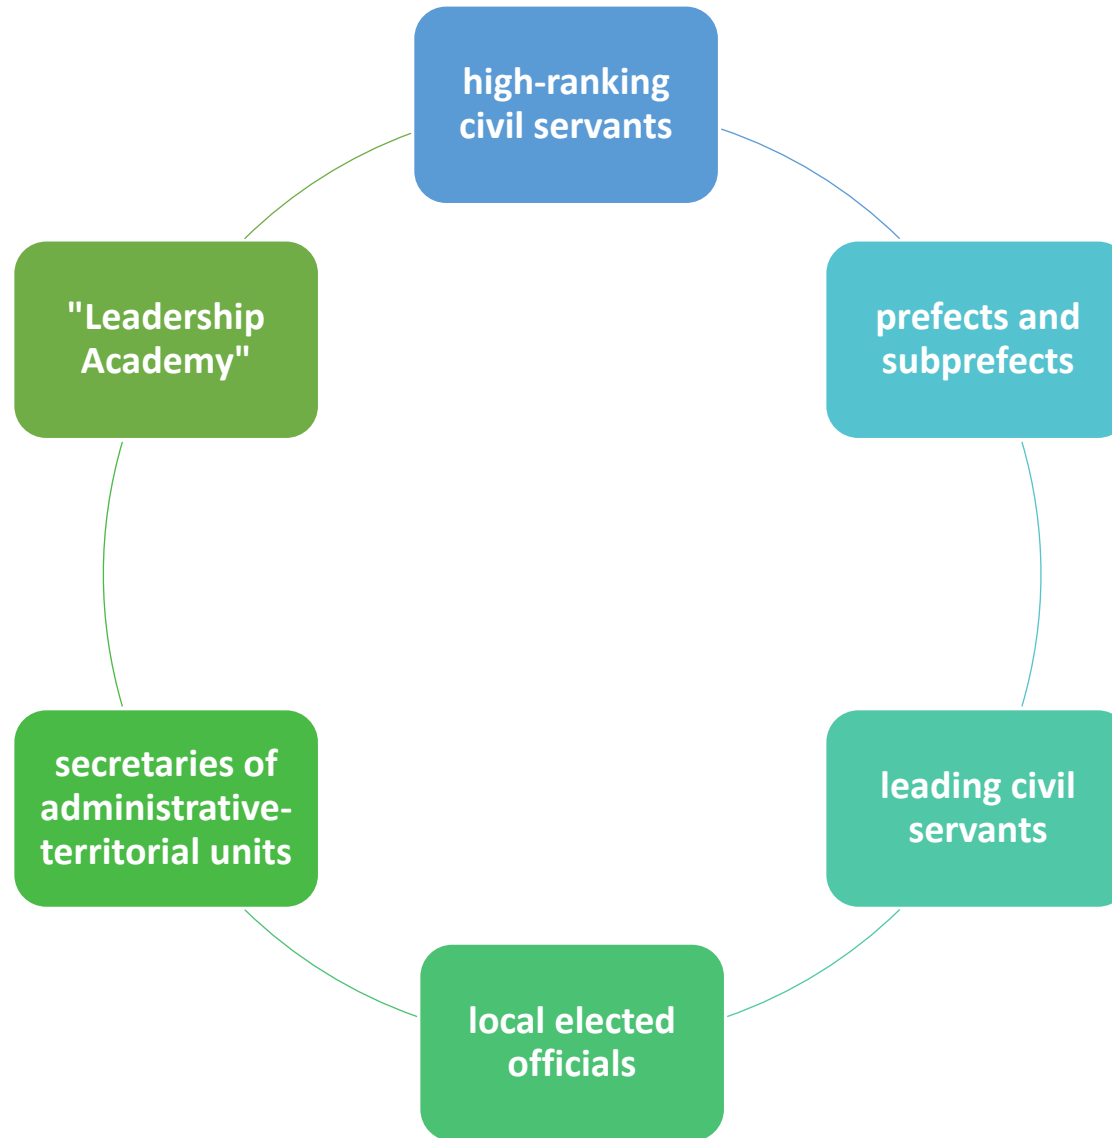 high-ranking
civil servants
prefects and
subprefects
leading civil
servants
local elected
officials
secretaries of
administrative-
territorial units
"Leadership
Academy"